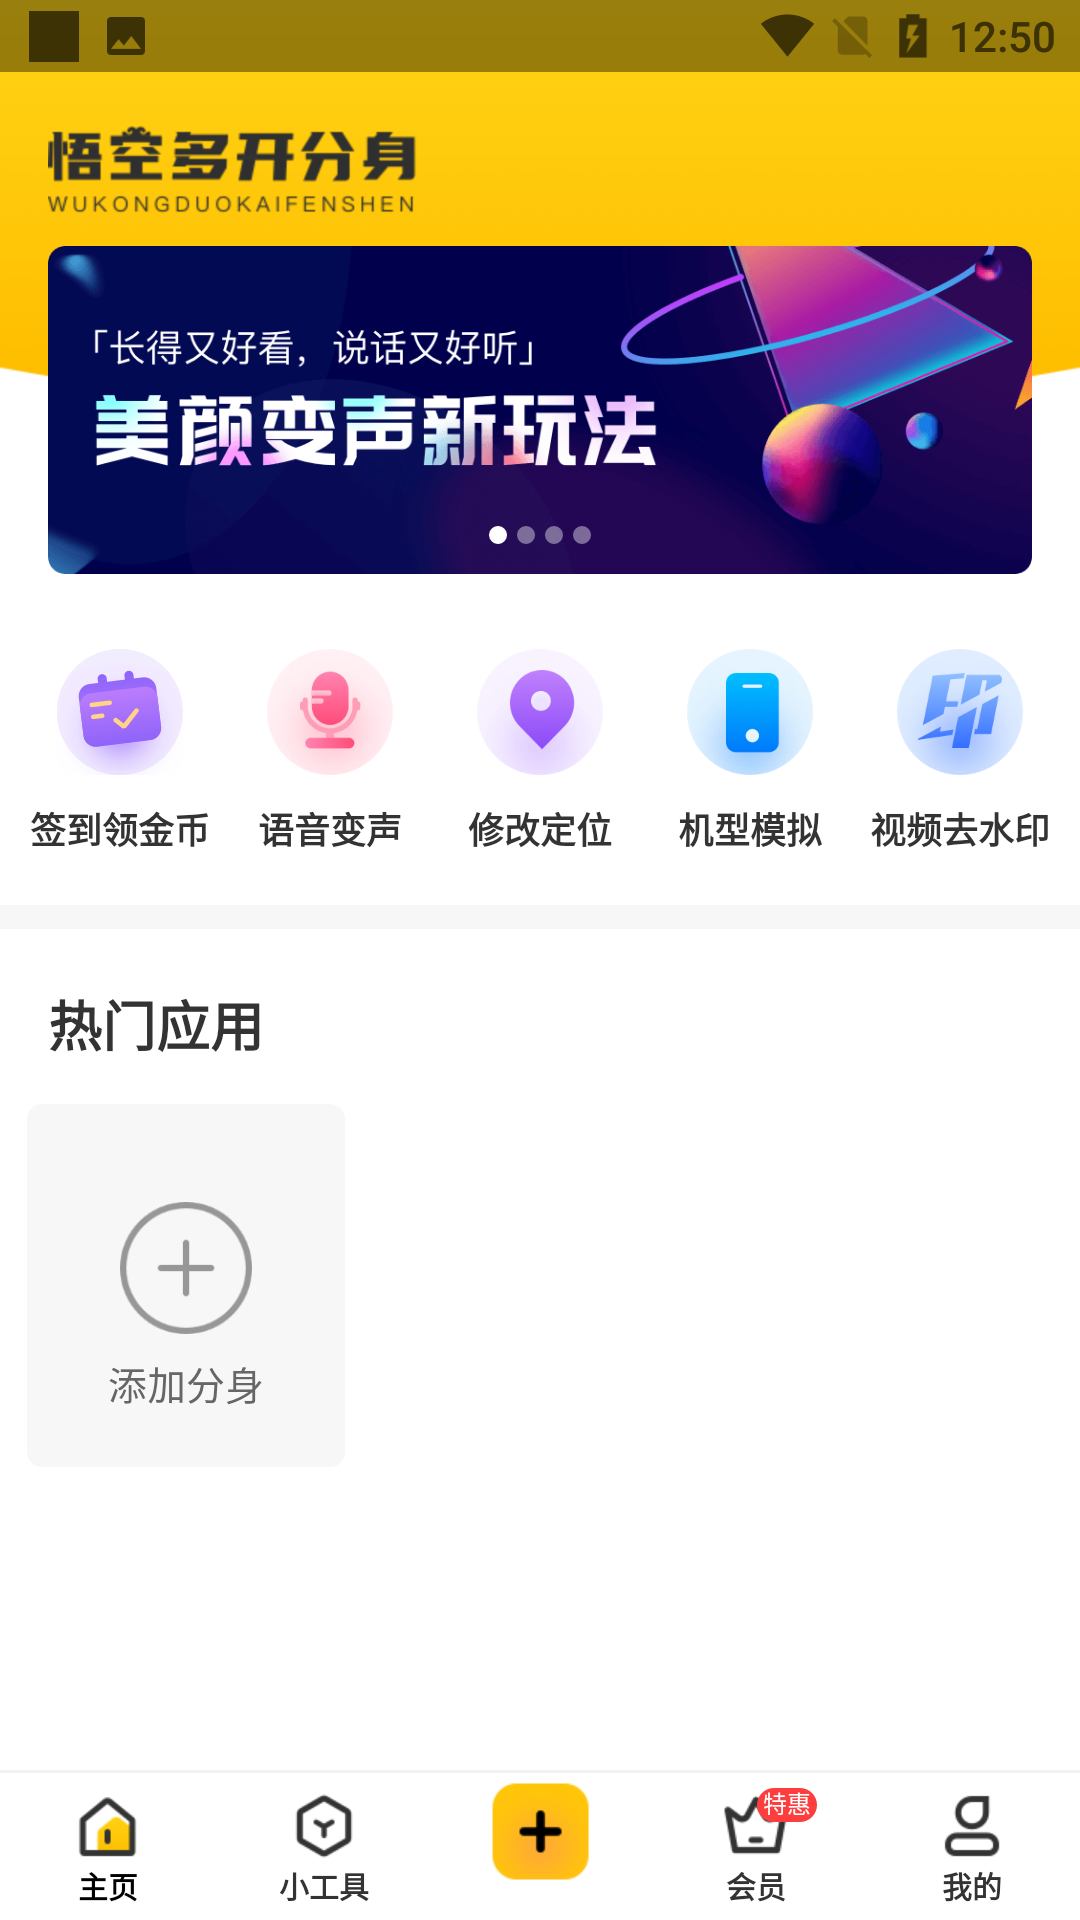 12:50
悟空多开分身
WUKONGDUOKAIFENSHEN
「长得又好看，说话又好听」
美颜变声新玩法
签到领金币 语音变声 修改定位 机型模拟 视频去水印
热门应用
添加分身
特惠
主页 小工具 会员 我的